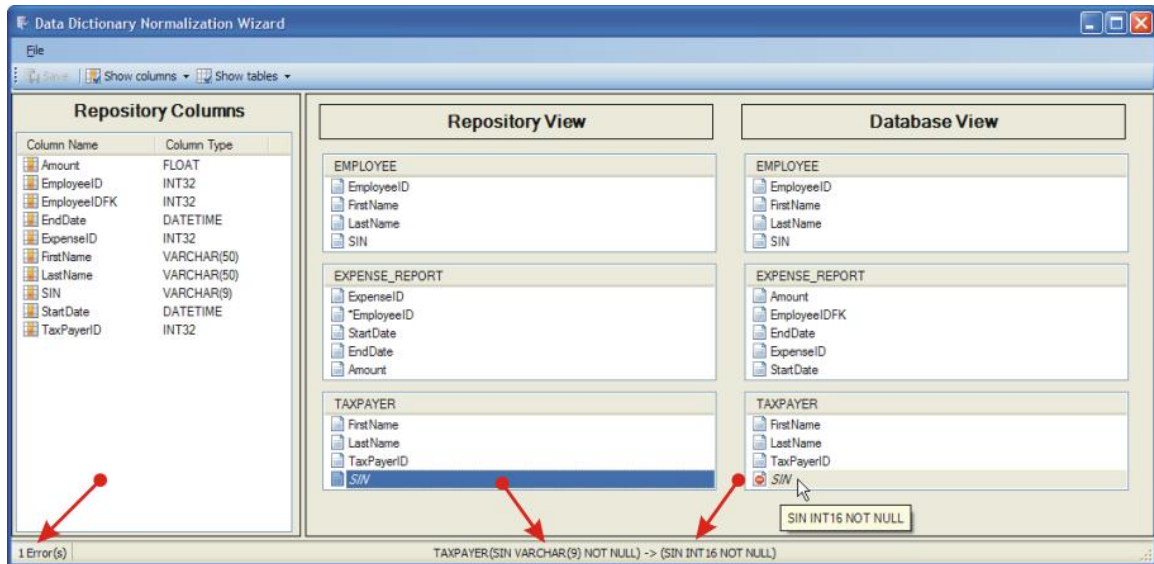 Data Dictionary Normalization Wizard
File
Save Show columns Show tables
Repository Columns
Column Name Column Type
Amount FLOAT
EmployeeID INT32
EmployeeIDFK INT32
EndDate DATETIME
ExpenseID INT32
FirstName VARCHAR(50)
LastName VARCHAR(50)
SIN VARCHAR(9)
StartDate DATETIME
TaxPayerID INT32
Repository View
EMPLOYEE
EmployeeID
FirstName
LastName
SIN
EXPENSE_REPORT
ExpenseID
*EmployeeID
StartDate
EndDate
Amount
TAXPAYER
FirstName
LastName
TaxPayerID
SIN
Database View
EMPLOYEE
EmployeeID
FirstName
LastName
SIN
EXPENSE_REPORT
Amount
EmployeeIDFK
EndDate
ExpenseID
StartDate
TAXPAYER
FirstName
LastName
TaxPayerID
SIN
SIN INT16 NOT NULL
1 Error(s)
TAXPAYER(SIN VARCHAR(9) NOT NULL) -> (SIN INT16 NOT NULL)